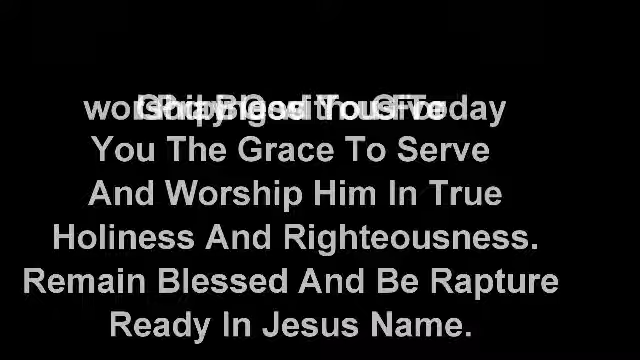 You The Grace To Serve
And Worship Him In True
Holiness And Righteousness.
Remain Blessed And Be Rapture
Ready In Jesus Name.